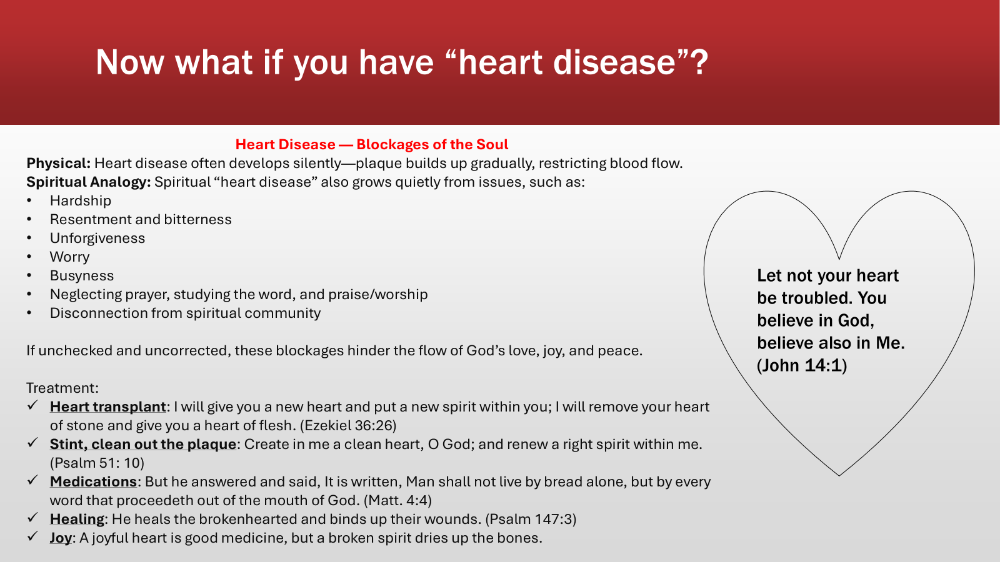 Now what if you have “heart disease”?
Heart Disease — Blockages of the Soul
Physical: Heart disease often develops silently—plaque builds up gradually, restricting blood flow.
Spiritual Analogy: Spiritual “heart disease” also grows quietly from issues, such as:
• Hardship
• Resentment and bitterness
• Unforgiveness
• Worry
• Busyness
• Neglecting prayer, studying the word, and praise/worship
• Disconnection from spiritual community
If unchecked and uncorrected, these blockages hinder the flow of God’s love, joy, and peace.
Treatment:
✓ Heart transplant: I will give you a new heart and put a new spirit within you; I will remove your heart
of stone and give you a heart of flesh. (Ezekiel 36:26)
✓ Stint, clean out the plaque: Create in me a clean heart, O God; and renew a right spirit within me.
(Psalm 51: 10)
✓ Medications: But he answered and said, It is written, Man shall not live by bread alone, but by every
word that proceedeth out of the mouth of God. (Matt. 4:4)
✓ Healing: He heals the brokenhearted and binds up their wounds. (Psalm 147:3)
✓ Joy: A joyful heart is good medicine, but a broken spirit dries up the bones.
Let not your heart
be troubled. You
believe in God,
believe also in Me.
(John 14:1)